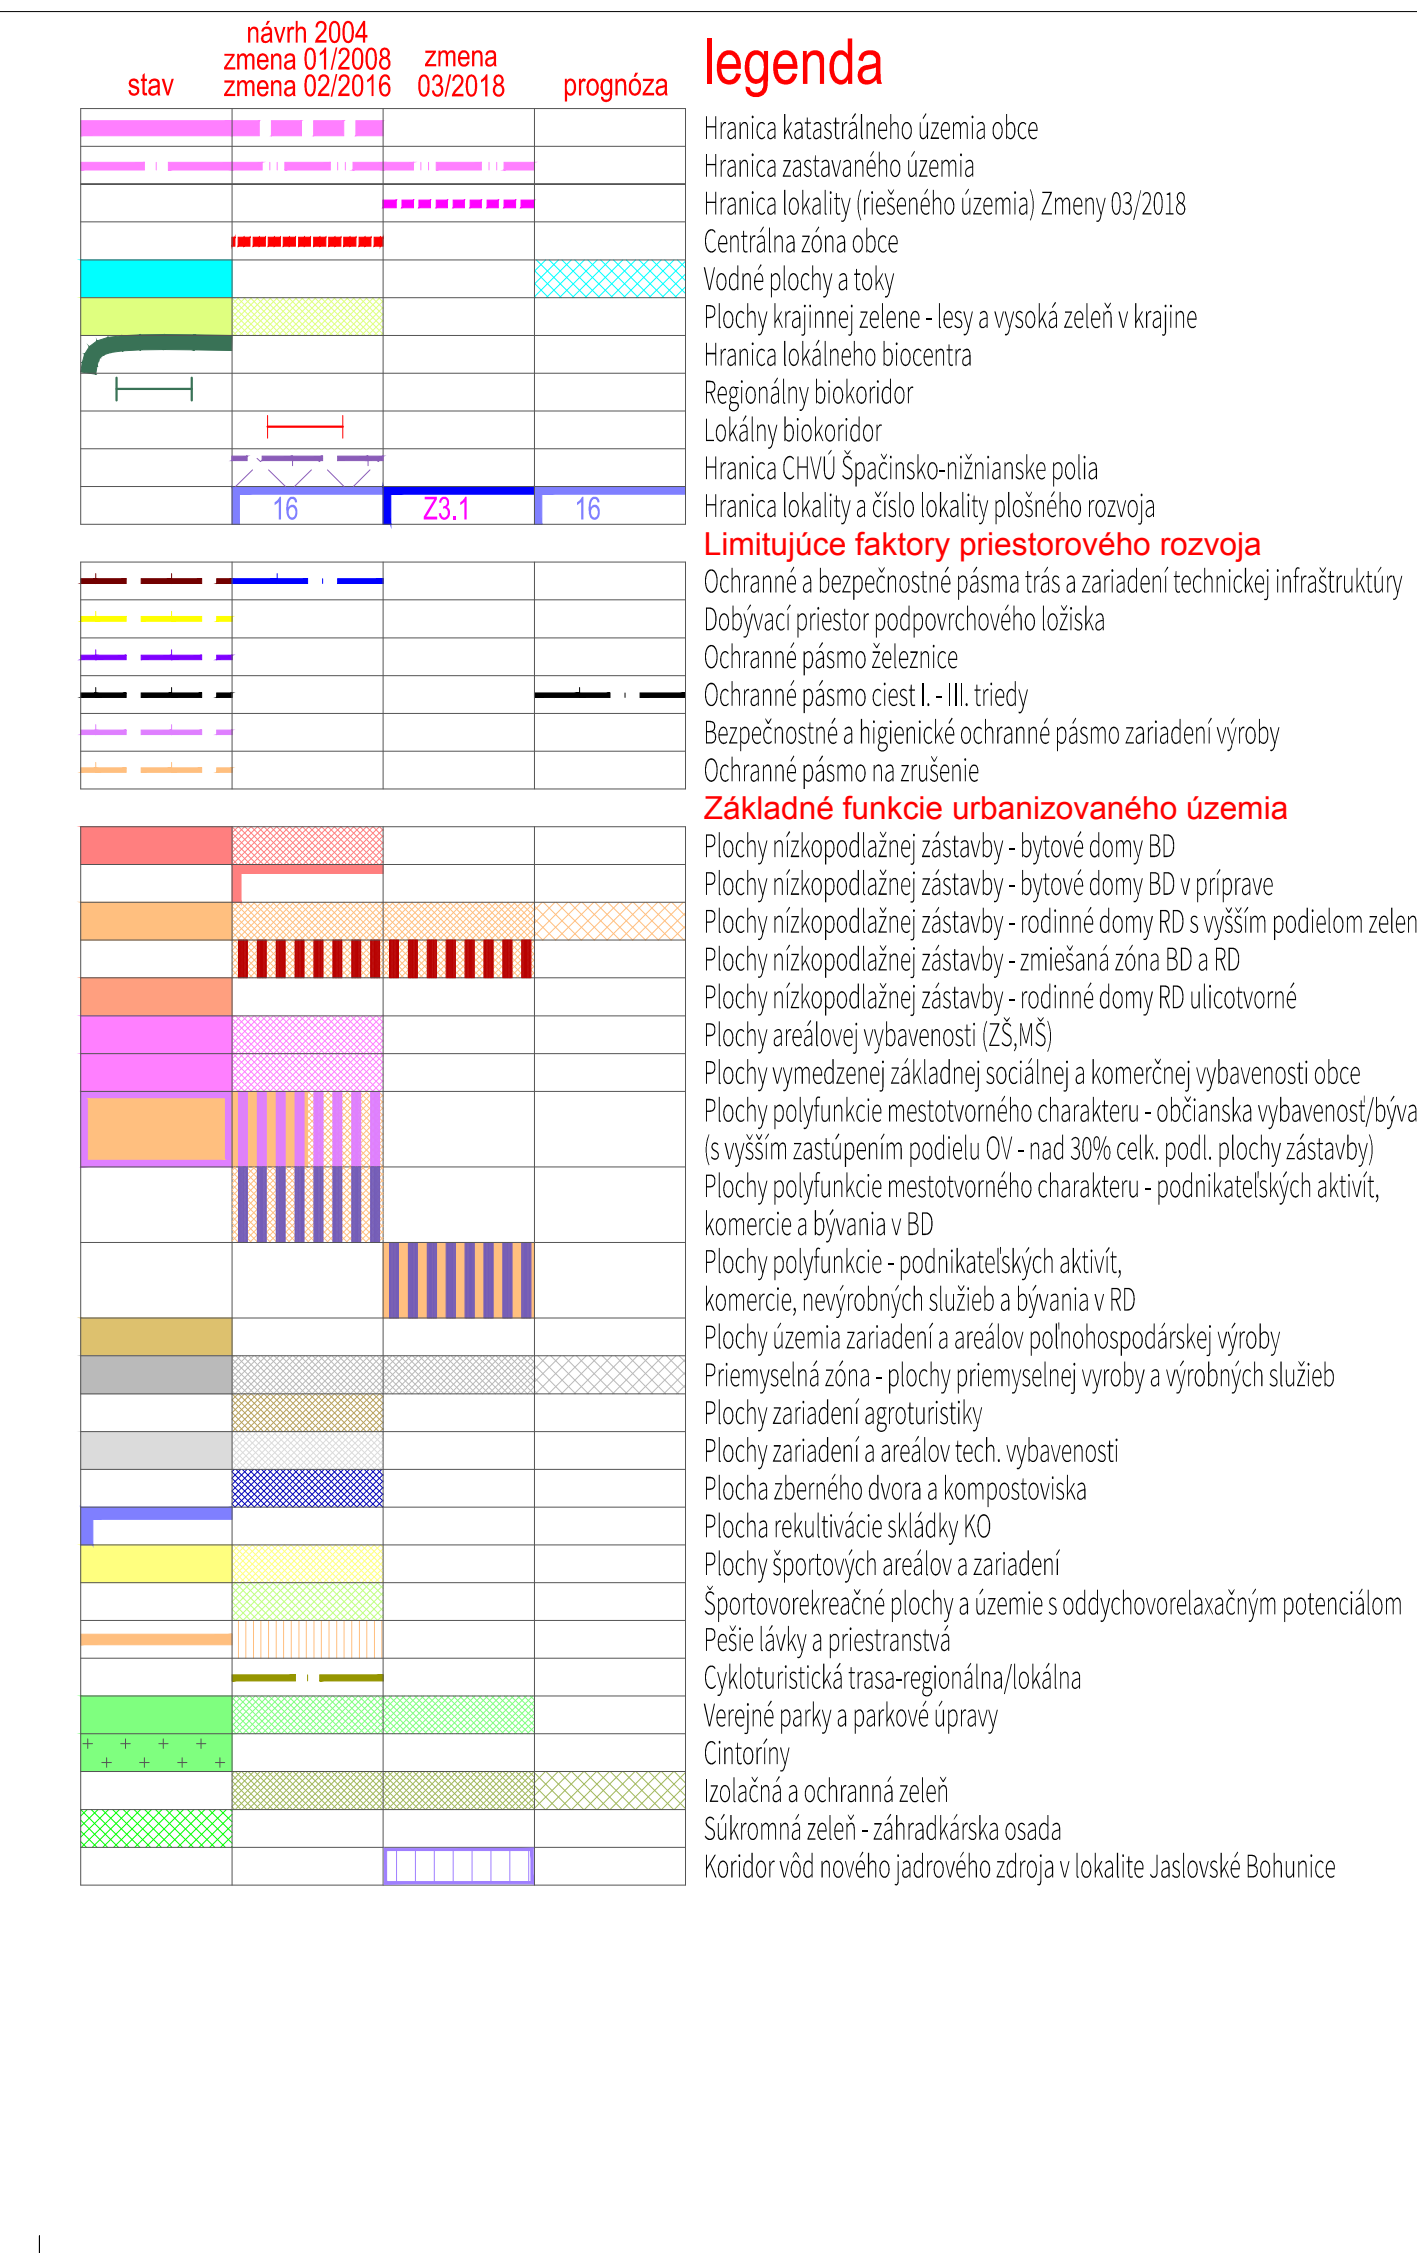 návrh 2004
zmena 01/2008
zmena 02/2016
stav
zmena
03/2018
prognóza
legenda
Hranica katastrálneho územia obce
Hranica zastavaného územia
Hranica lokality (riešeného územia) Zmeny 03/2018
Centrálna zóna obce
Vodné plochy a toky
Plochy krajinnej zelene - lesy a vysoká zeleň v krajine
Hranica lokálneho biocentra
Regionálny biokoridor
Lokálny biokoridor
Hranica CHVÚ Špačinsko-nižnianske polia
16 Z3.1 16 Hranica lokality a číslo lokality plošného rozvoja
Limitujúce faktory priestorového rozvoja
Ochranné a bezpečnostné pásma trás a zariadení technickej infraštruktúry
Dobývací priestor podpovrchového ložiska
Ochranné pásmo železnice
Ochranné pásmo ciest I. - III. triedy
Bezpečnostné a higienické ochranné pásmo zariadení výroby
Ochranné pásmo na zrušenie
Základné funkcie urbanizovaného územia
Plochy nízkopodlažnej zástavby - bytové domy BD
Plochy nízkopodlažnej zástavby - bytové domy BD v príprave
Plochy nízkopodlažnej zástavby - rodinné domy RD s vyšším podielom zelen
Plochy nízkopodlažnej zástavby - zmiešaná zóna BD a RD
Plochy nízkopodlažnej zástavby - rodinné domy RD ulicotvorné
Plochy areálovej vybavenosti (ZŠ,MŠ)
Plochy vymedzenej základnej sociálnej a komerčnej vybavenosti obce
Plochy polyfunkcie mestotvorného charakteru - občianska vybavenosť/býva
(s vyšším zastúpením podielu OV - nad 30% celk. podl. plochy zástavby)
Plochy polyfunkcie mestotvorného charakteru - podnikateľských aktivít,
komercie a bývania v BD
Plochy polyfunkcie - podnikateľských aktivít,
komercie, nevýrobných služieb a bývania v RD
Plochy územia zariadení a areálov poľnohospodárskej výroby
Priemyselná zóna - plochy priemyselnej vyroby a výrobných služieb
Plochy zariadení agroturistiky
Plochy zariadení a areálov tech. vybavenosti
Plocha zberného dvora a kompostoviska
Plocha rekultivácie skládky KO
Plochy športových areálov a zariadení
Športovorekreačné plochy a územie s oddychovorelaxačným potenciálom
Pešie lávky a priestranstvá
Cykloturistická trasa-regionálna/lokálna
Verejné parky a parkové úpravy
Cintoríny
Izolačná a ochranná zeleň
Súkromná zeleň - záhradkárska osada
Koridor vôd nového jadrového zdroja v lokalite Jaslovské Bohunice